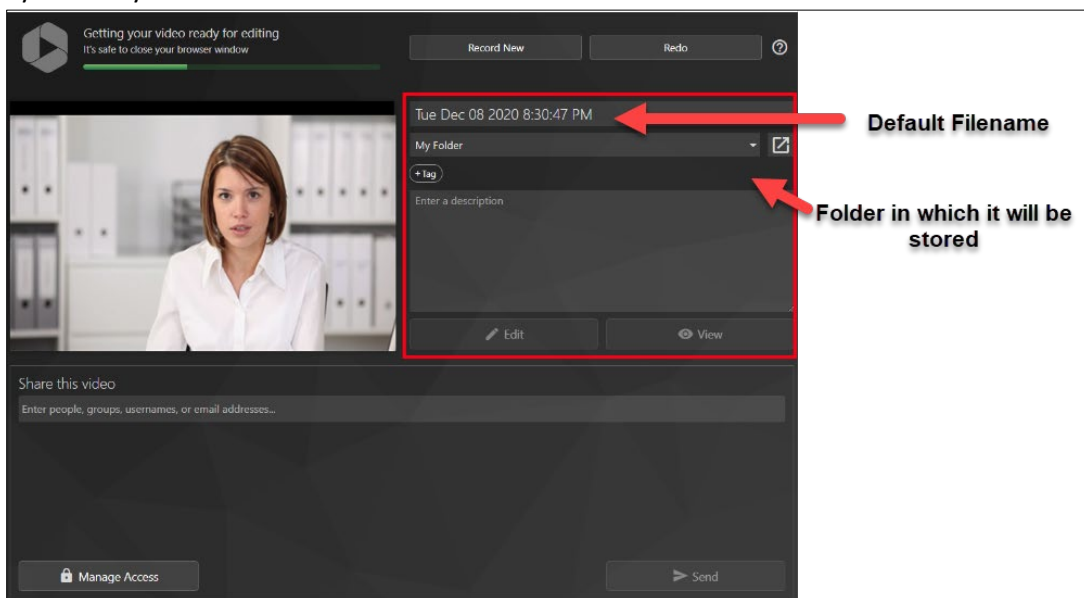 Getting your video ready for editing
It's safe to close your browser window
Record New
Redo
Tue Dec 08 2020 8:30:47 PM
Default Filename
My Folder
+ Tag
Enter a description
Folder in which it will be
stored
Edit
View
Share this video
Enter people, groups, usernames, or email addresses...
Manage Access
Send